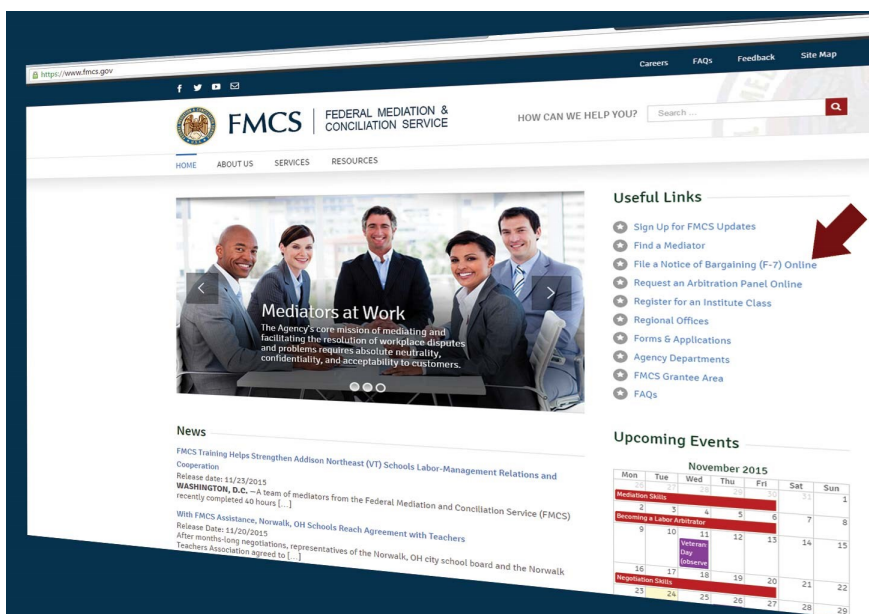 https://www.fmcs.gov
Careers FAQs Feedback Site Map
FMCS
FEDERAL MEDIATION &
CONCILIATION SERVICE
HOW CAN WE HELP YOU?
Search ...
HOME ABOUT US SERVICES RESOURCES
Mediators at Work
The Agency's core mission of mediating and
facilitating the resolution of workplace disputes
and problems requires absolute neutrality,
confidentiality, and acceptability to customers.
Useful Links
Sign Up for FMCS Updates
Find a Mediator
File a Notice of Bargaining (F-7) Online
Request an Arbitration Panel Online
Register for an Institute Class
Regional Offices
Forms & Applications
Agency Departments
FMCS Grantee Area
FAQs
News
FMCS Training Helps Strengthen Addison Northeast (VT) Schools Labor-Management Relations and
Cooperation
Release date: 11/23/2015
WASHINGTON, D.C. —A team of mediators from the Federal Mediation and Conciliation Service (FMCS)
recently completed 40 hours [...]
With FMCS Assistance, Norwalk, OH Schools Reach Agreement with Teachers
Release Date: 11/20/2015
After months-long negotiations, representatives of the Norwalk, OH city school board and the Norwalk
Teachers Association agreed to [...]
Upcoming Events
November 2015
Mon Tue Wed Thu Fri Sat Sun
26 27 28 29 30 31 1
Mediation Skills
2 3 4 5 6 7 8
Becoming a Labor Arbitrator
9 10 11 12 13 14 15
Veteran
Day
(observe
16 17 18 19 20 21 22
Negotiation Skills
23 24 25 26 27 28 29